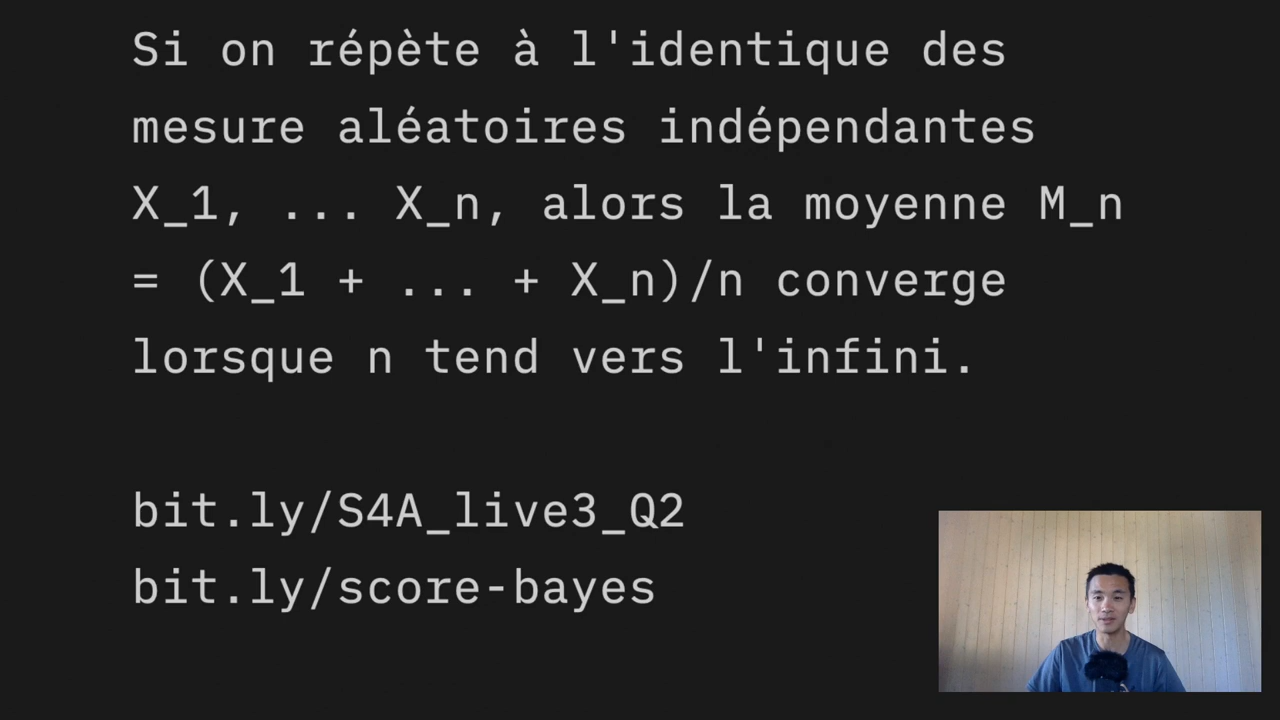 Si on répète à l'identique des
mesure aléatoires indépendantes
X_1, ... X_n, alors la moyenne M_n
= (X_1 + ... + X_n)/n converge
lorsque n tend vers l'infini.
bit.ly/S4A_live3_Q2
bit.ly/score-bayes